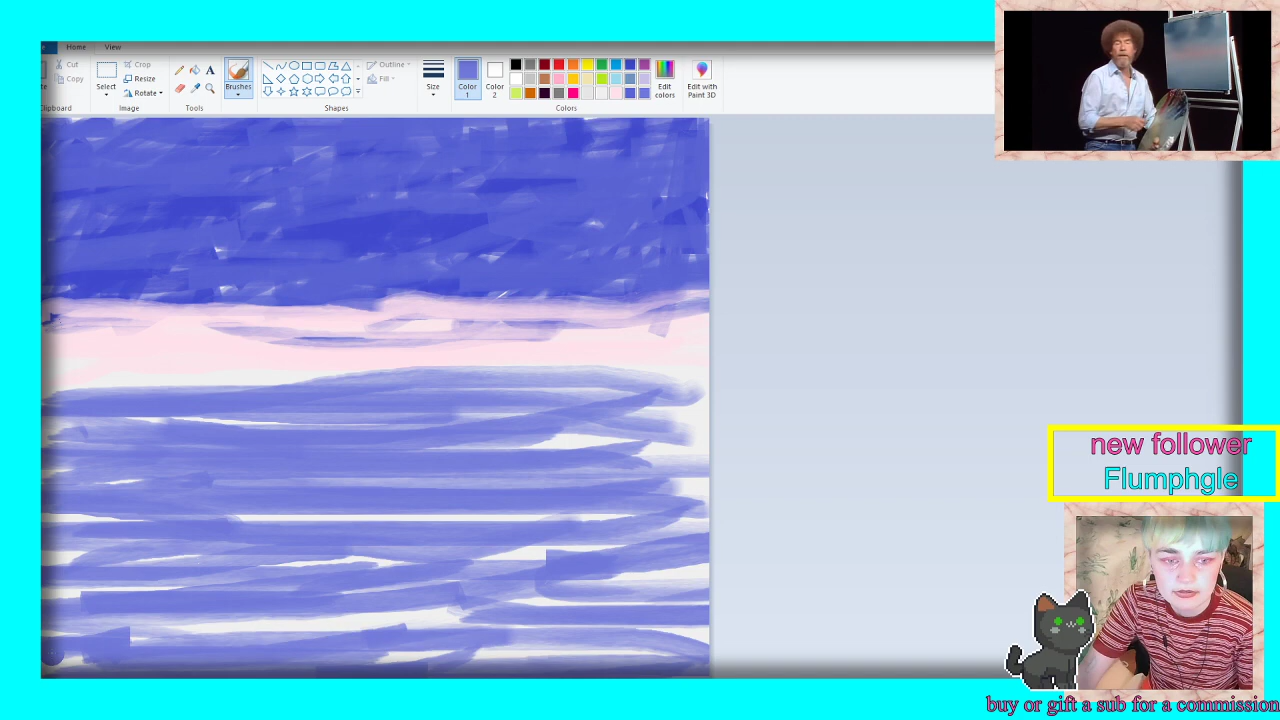 Home View
Cut
Copy
Crop
Resize
Rotate
Select
Brushes
Outline
Fill
Size
Color
1
Color
2
Edit
colors
Edit with
Paint 3D
Image
Tools
Shapes
Colors
new follower
Flumphgle
buy or gift a sub for a commission